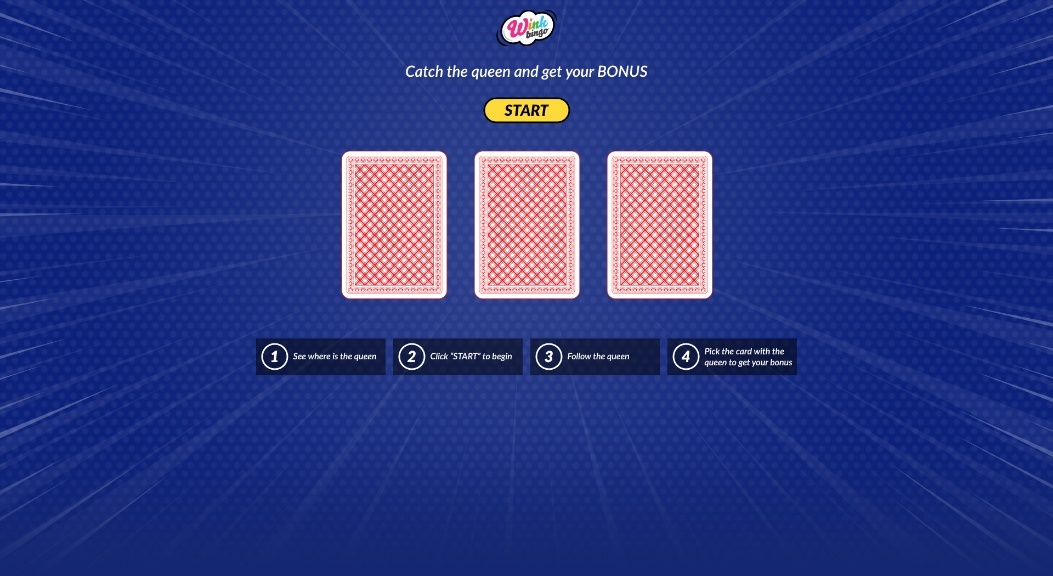 Wink
bingo
Catch the queen and get your BONUS
START
1 See where is the queen
2 Click "START" to begin
3 Follow the queen
4 Pick the card with the
queen to get your bonus